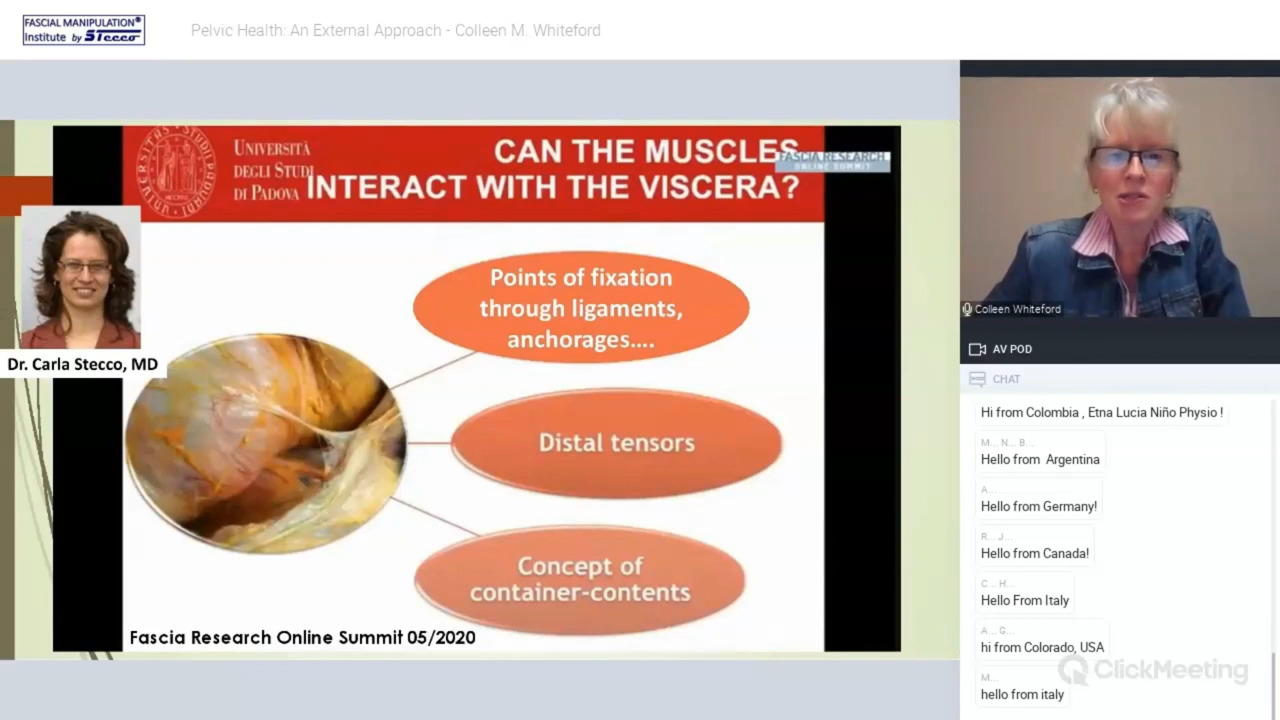 FASCIAL MANIPULATION®
Institute by STecco
Pelvic Health: An External Approach - Colleen M. Whiteford
UNIVERSITÀ
DEGLI STUDI
DI PADOVA
CAN THE MUSCLES
INTERACT WITH THE VISCERA?
FASCIA RESEARCH
ONLINE SUMMIT
Dr. Carla Stecco, MD
Points of fixation
through ligaments,
anchorages....
Distal tensors
Concept of
container-contents
Fascia Research Online Summit 05/2020
Colleen Whiteford
AV POD
CHAT
Hi from Colombia , Etna Lucia Niño Physio !
M... N... B...
Hello from Argentina
A...
Hello from Germany!
R... J...
Hello from Canada!
C... H...
Hello From Italy
A... G...
hi from Colorado, USA
M...
hello from italy
ClickMeeting